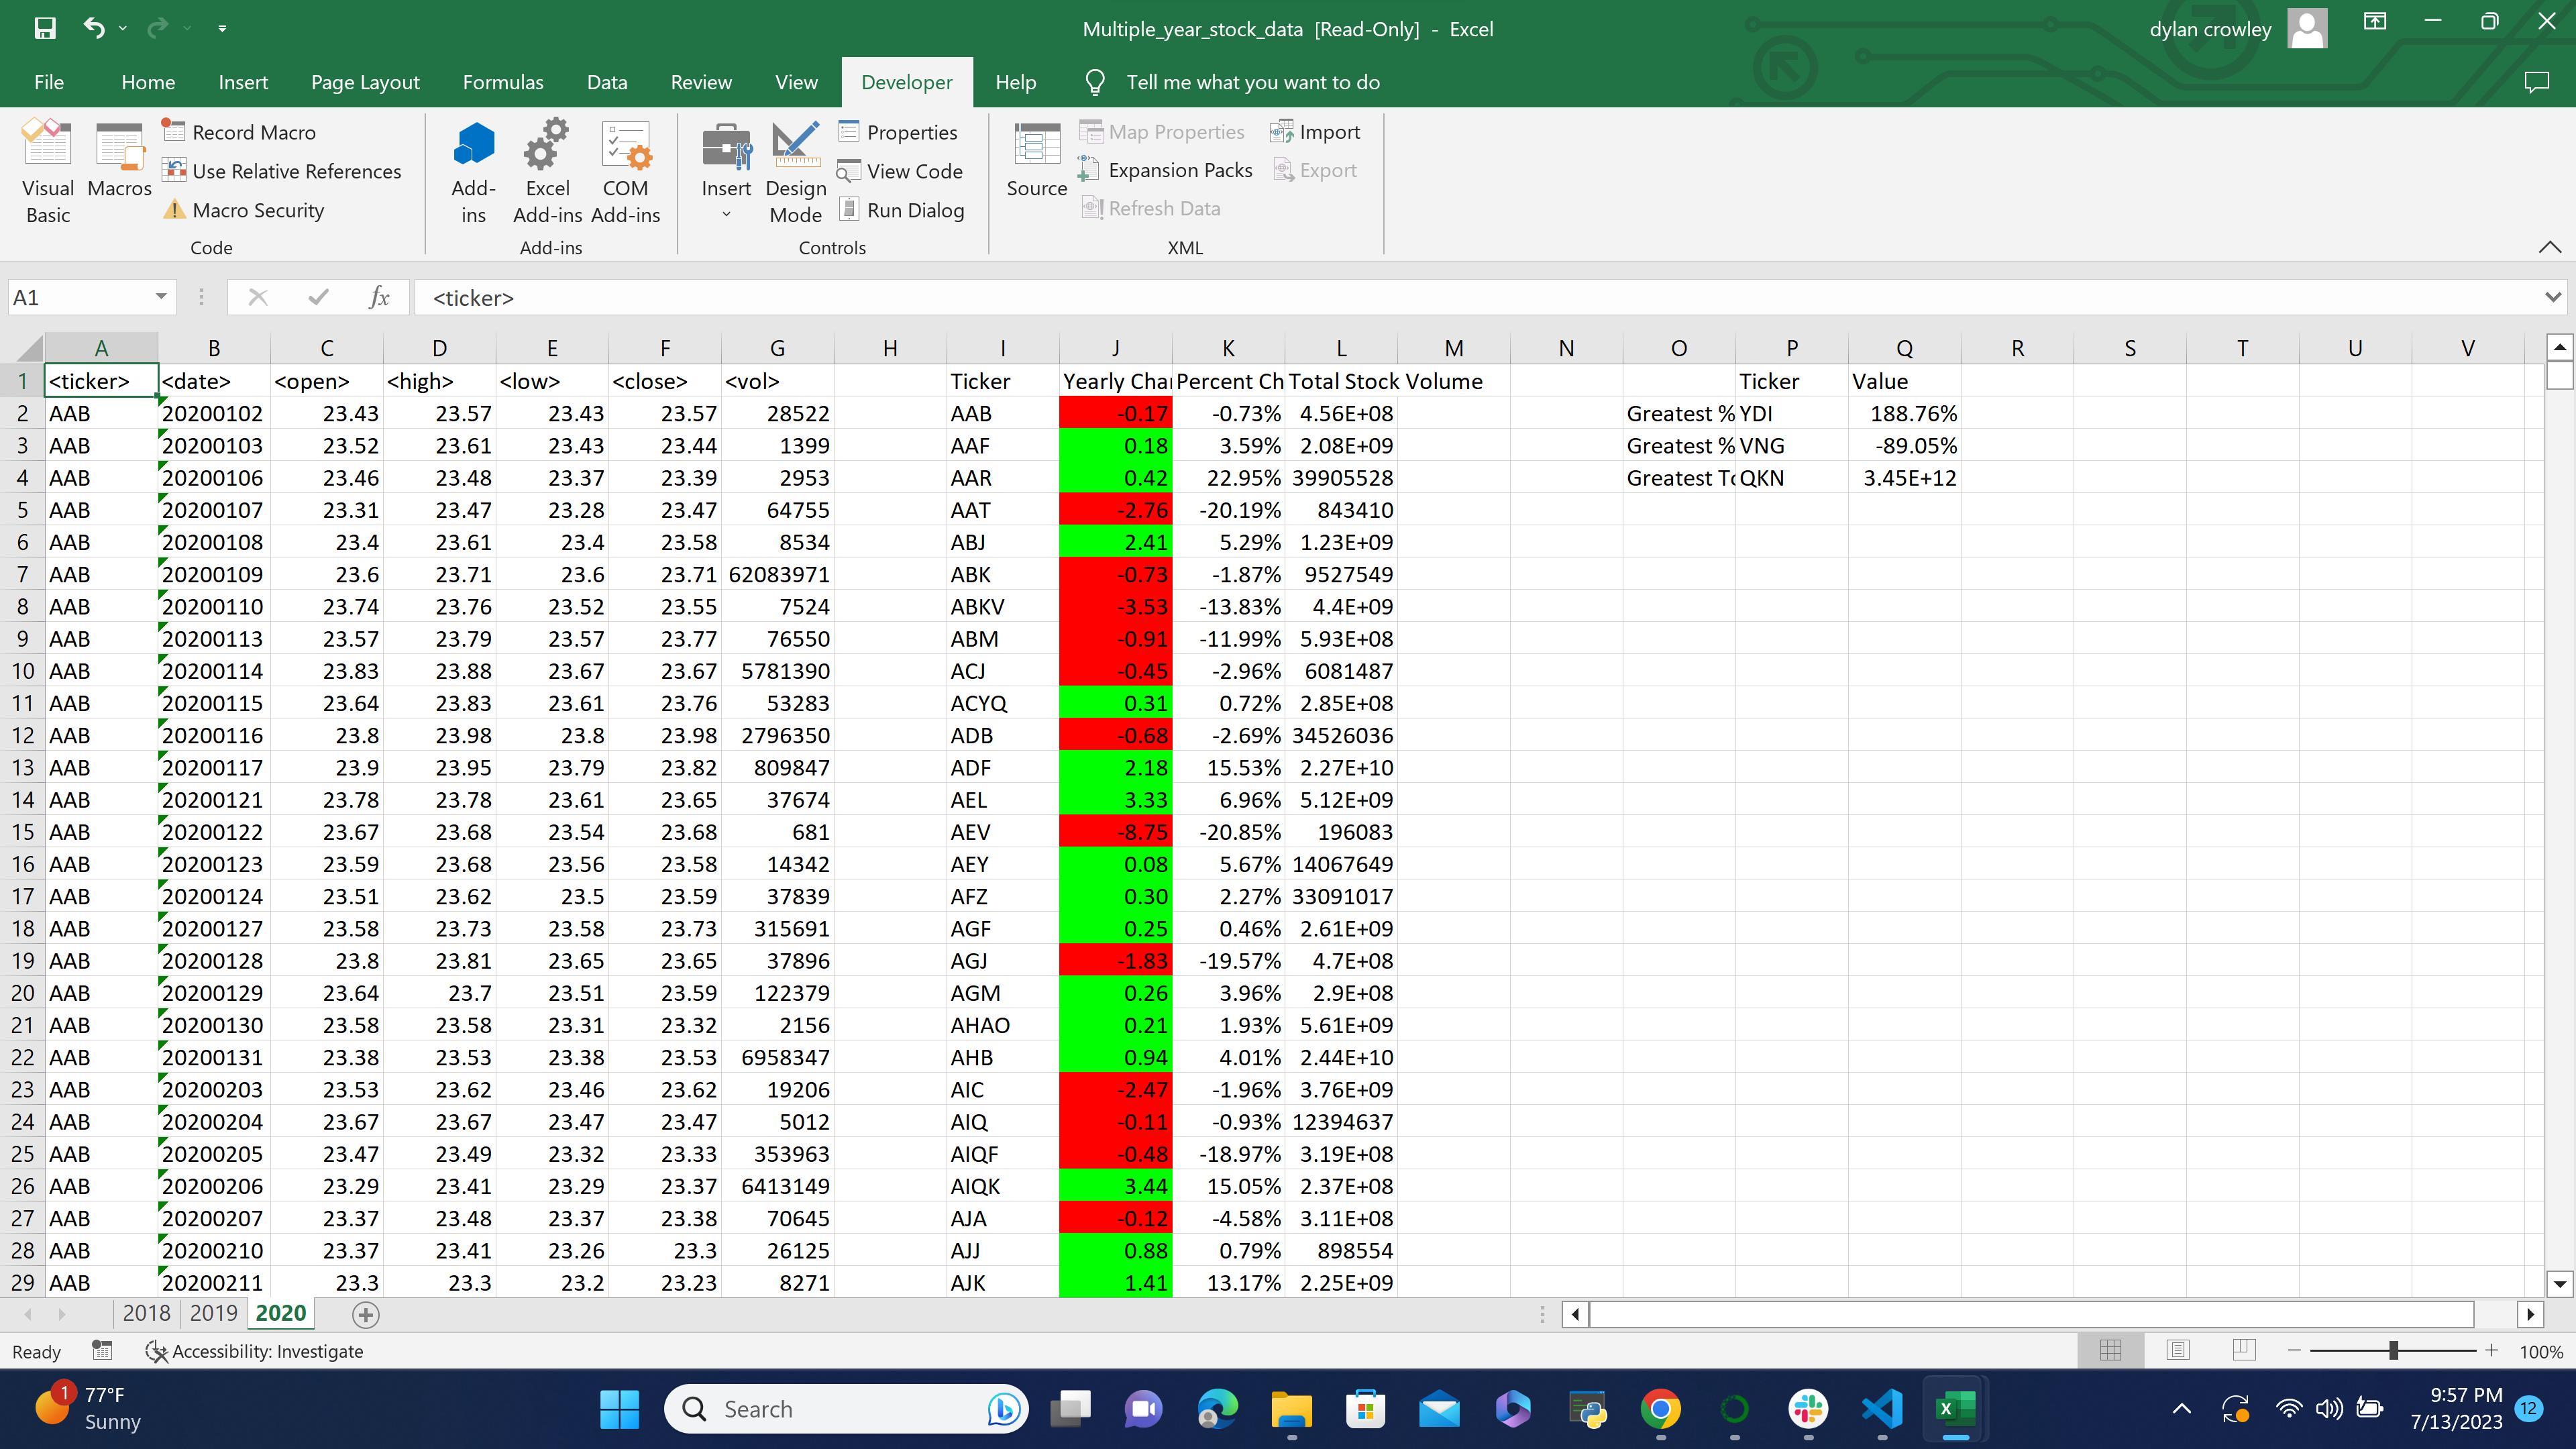 Multiple_year_stock_data [Read-Only] - Excel
dylan crowley
File Home Insert Page Layout Formulas Data Review View Developer Help Tell me what you want to do
Visual Basic
Macros
Record Macro
Use Relative References
Macro Security
Code
Add-ins
Excel Add-ins
COM Add-ins
Add-ins
Insert
Design Mode
Properties
View Code
Run Dialog
Controls
Source
Map Properties
Expansion Packs
Refresh Data
Import
Export
XML
A1 fx <ticker>
A B C D E F G H I J K L M N O P Q R S T U V
1 <ticker> <date> <open> <high> <low> <close> <vol> Ticker Yearly Char Percent Ch Total Stock Volume Ticker Value
2 AAB 20200102 23.43 23.57 23.43 23.57 28522 AAB -0.17 -0.73% 4.56E+08 Greatest % YDI 188.76%
3 AAB 20200103 23.52 23.61 23.43 23.44 1399 AAF 0.18 3.59% 2.08E+09 Greatest % VNG -89.05%
4 AAB 20200106 23.46 23.48 23.37 23.39 2953 AAR 0.42 22.95% 39905528 Greatest To QKN 3.45E+12
5 AAB 20200107 23.31 23.47 23.28 23.47 64755 AAT -2.76 -20.19% 843410
6 AAB 20200108 23.4 23.61 23.4 23.58 8534 ABJ 2.41 5.29% 1.23E+09
7 AAB 20200109 23.6 23.71 23.6 23.71 62083971 ABK -0.73 -1.87% 9527549
8 AAB 20200110 23.74 23.76 23.52 23.55 7524 ABKV -3.53 -13.83% 4.4E+09
9 AAB 20200113 23.57 23.79 23.57 23.77 76550 ABM -0.91 -11.99% 5.93E+08
10 AAB 20200114 23.83 23.88 23.67 23.67 5781390 ACJ -0.45 -2.96% 6081487
11 AAB 20200115 23.64 23.83 23.61 23.76 53283 ACYQ 0.31 0.72% 2.85E+08
12 AAB 20200116 23.8 23.98 23.8 23.98 2796350 ADB -0.68 -2.69% 34526036
13 AAB 20200117 23.9 23.95 23.79 23.82 809847 ADF 2.18 15.53% 2.27E+10
14 AAB 20200121 23.78 23.78 23.61 23.65 37674 AEL 3.33 6.96% 5.12E+09
15 AAB 20200122 23.67 23.68 23.54 23.68 681 AEV -8.75 -20.85% 196083
16 AAB 20200123 23.59 23.68 23.56 23.58 14342 AEY 0.08 5.67% 14067649
17 AAB 20200124 23.51 23.62 23.5 23.59 37839 AFZ 0.30 2.27% 33091017
18 AAB 20200127 23.58 23.73 23.58 23.73 315691 AGF 0.25 0.46% 2.61E+09
19 AAB 20200128 23.8 23.81 23.65 23.65 37896 AGJ -1.83 -19.57% 4.7E+08
20 AAB 20200129 23.64 23.7 23.51 23.59 122379 AGM 0.26 3.96% 2.9E+08
21 AAB 20200130 23.58 23.58 23.31 23.32 2156 AHAO 0.21 1.93% 5.61E+09
22 AAB 20200131 23.38 23.53 23.38 23.53 6958347 AHB 0.94 4.01% 2.44E+10
23 AAB 20200203 23.53 23.62 23.46 23.62 19206 AIC -2.47 -1.96% 3.76E+09
24 AAB 20200204 23.67 23.67 23.47 23.47 5012 AIQ -0.11 -0.93% 12394637
25 AAB 20200205 23.47 23.49 23.32 23.33 353963 AIQF -0.48 -18.97% 3.19E+08
26 AAB 20200206 23.29 23.41 23.29 23.37 6413149 AIQK 3.44 15.05% 2.37E+08
27 AAB 20200207 23.37 23.48 23.37 23.38 70645 AJA -0.12 -4.58% 3.11E+08
28 AAB 20200210 23.37 23.41 23.26 23.3 26125 AJJ 0.88 0.79% 898554
29 AAB 20200211 23.3 23.3 23.2 23.23 8271 AJK 1.41 13.17% 2.25E+09
2018 2019 2020
Ready Accessibility: Investigate 100%
1 77°F
Sunny
Search
9:57 PM
7/13/2023
12